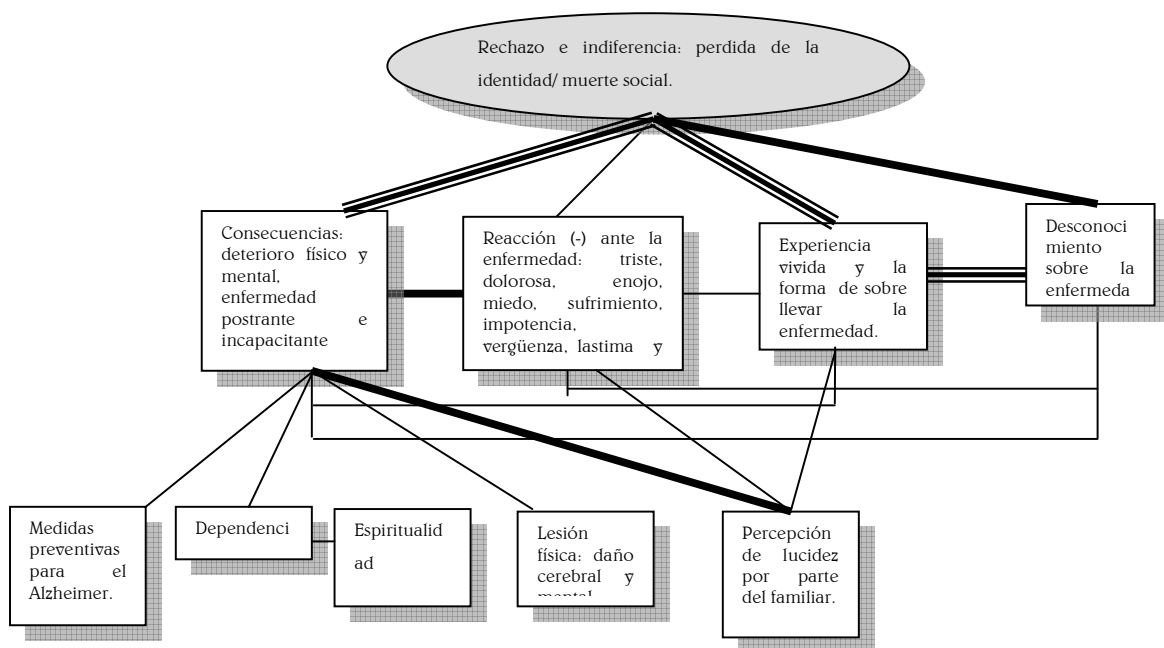 Rechazo e indiferencia: perdida de la
identidad/ muerte social.
Consecuencias:
deterioro físico y
mental,
enfermedad
postrante e
incapacitante
Reacción (-) ante la
enfermedad: triste,
dolorosa, enojo,
miedo, sufrimiento,
impotencia,
vergüenza, lastima y
Experiencia
vivida y la
forma de sobre
llevar la
enfermedad.
Desconoci
miento
sobre la
enfermeda
Medidas
preventivas
para el
Alzheimer.
Dependenci
Espiritualid
ad
Lesión
física: daño
cerebral y
mental
Percepción
de lucidez
por parte
del familiar.